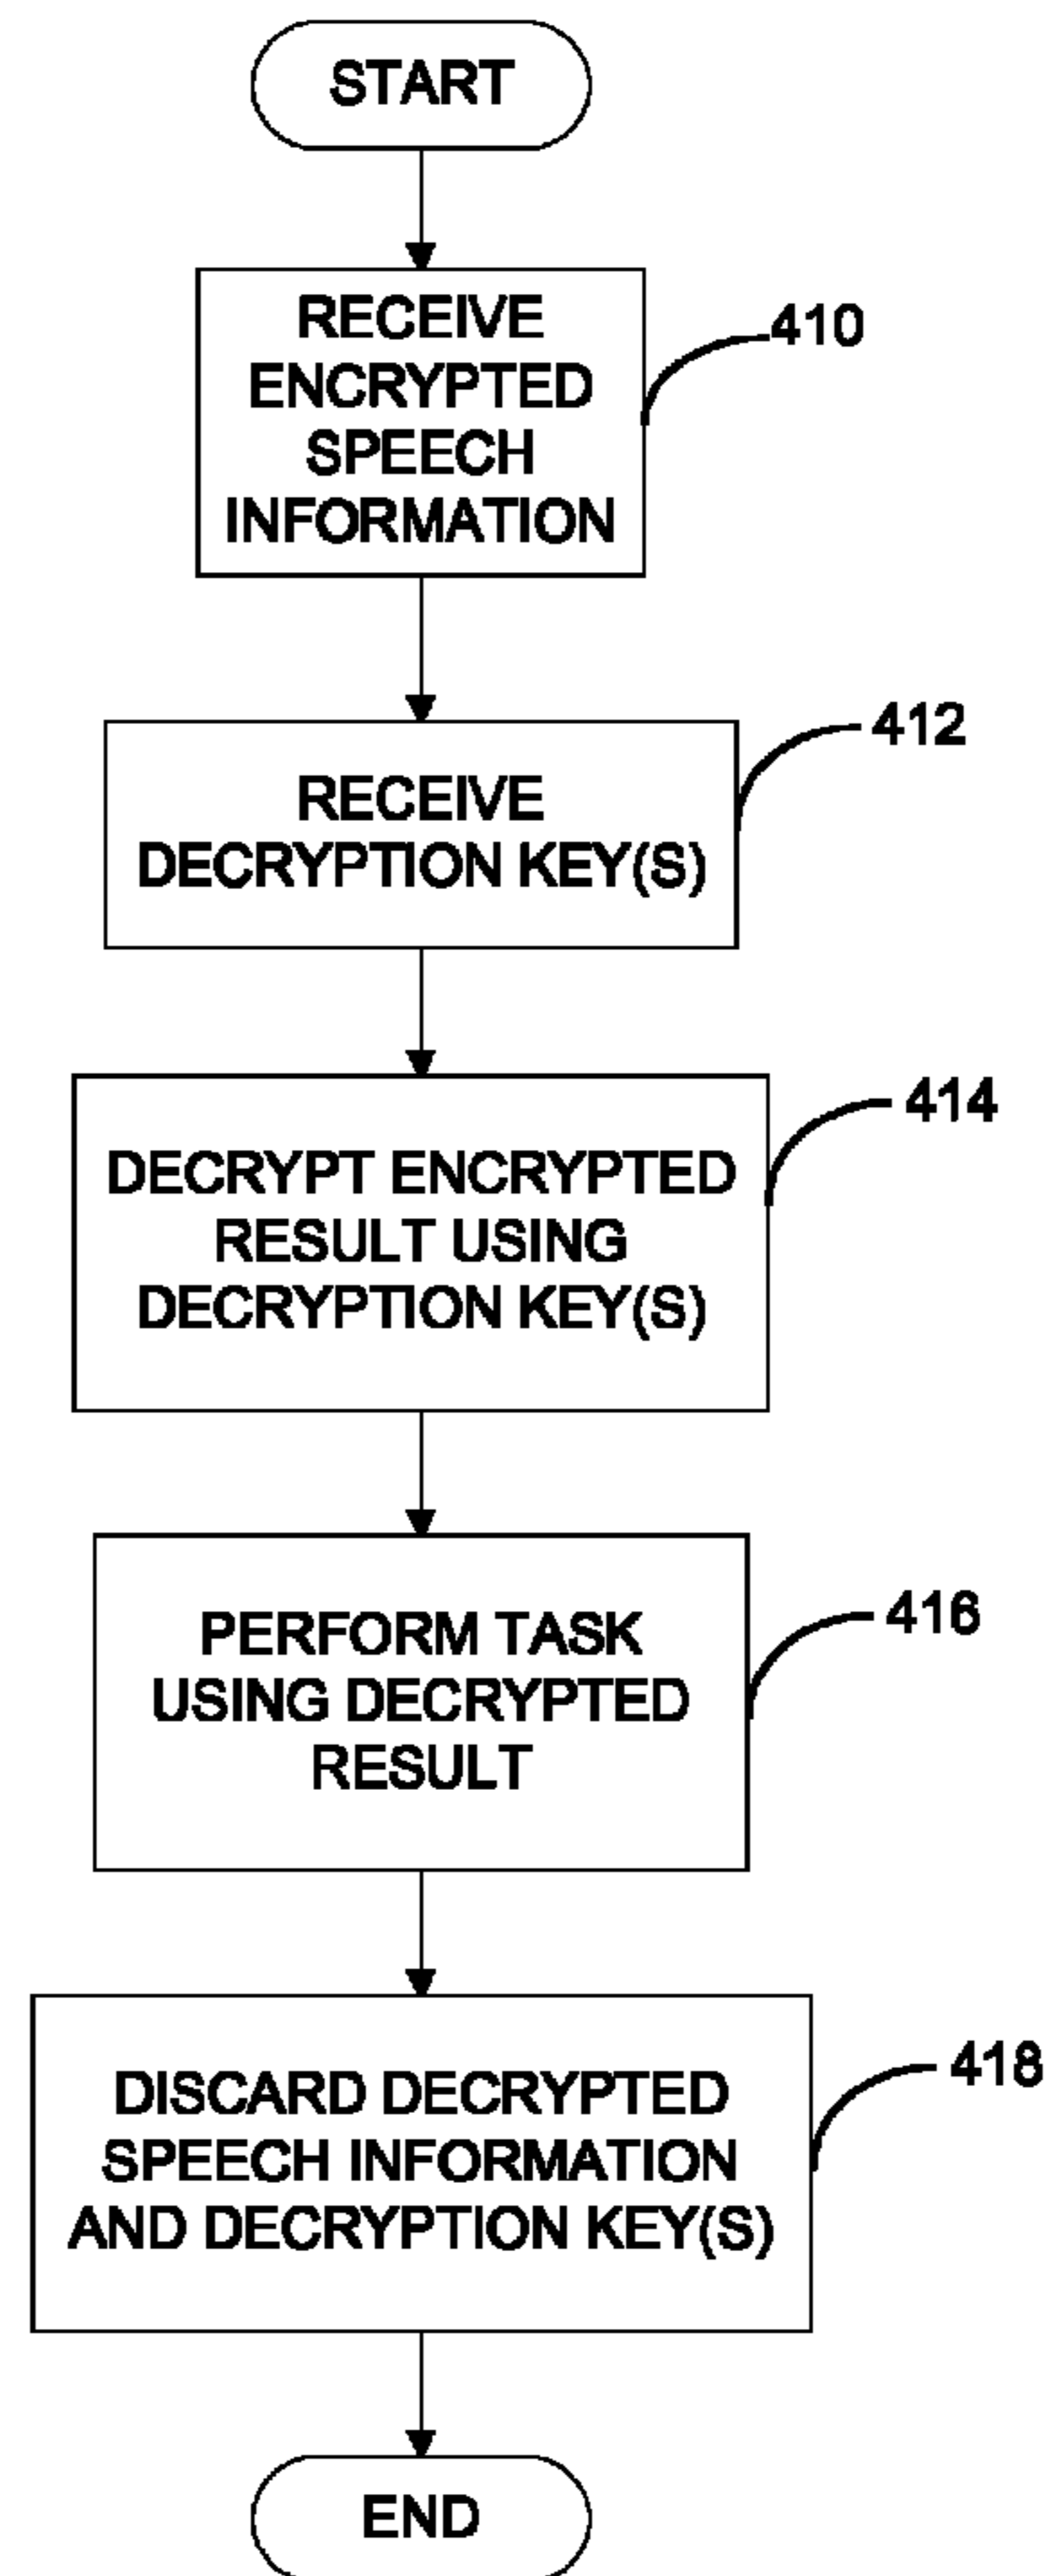 START
RECEIVE
ENCRYPTED
SPEECH
INFORMATION
410
RECEIVE
DECRYPTION KEY(S)
412
DECRYPT ENCRYPTED
RESULT USING
DECRYPTION KEY(S)
414
PERFORM TASK
USING DECRYPTED
RESULT
416
DISCARD DECRYPTED
SPEECH INFORMATION
AND DECRYPTION KEY(S)
418
END